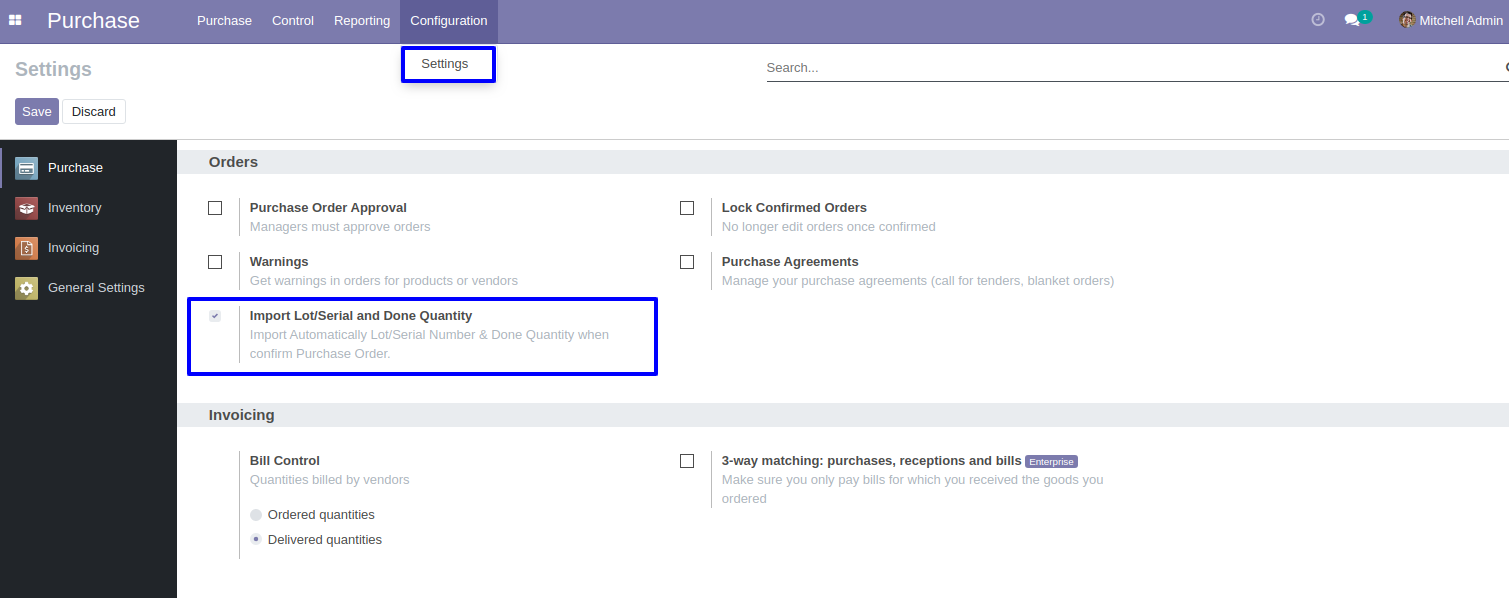 Purchase
Purchase Control Reporting Configuration
1
Mitchell Admin
Settings
Settings
Search...
Save Discard
Purchase
Inventory
Invoicing
General Settings
Orders
Purchase Order Approval
Managers must approve orders
Lock Confirmed Orders
No longer edit orders once confirmed
Warnings
Get warnings in orders for products or vendors
Purchase Agreements
Manage your purchase agreements (call for tenders, blanket orders)
Import Lot/Serial and Done Quantity
Import Automatically Lot/Serial Number & Done Quantity when
confirm Purchase Order.
Invoicing
Bill Control
Quantities billed by vendors
Ordered quantities
Delivered quantities
3-way matching: purchases, receptions and bills Enterprise
Make sure you only pay bills for which you received the goods you
ordered